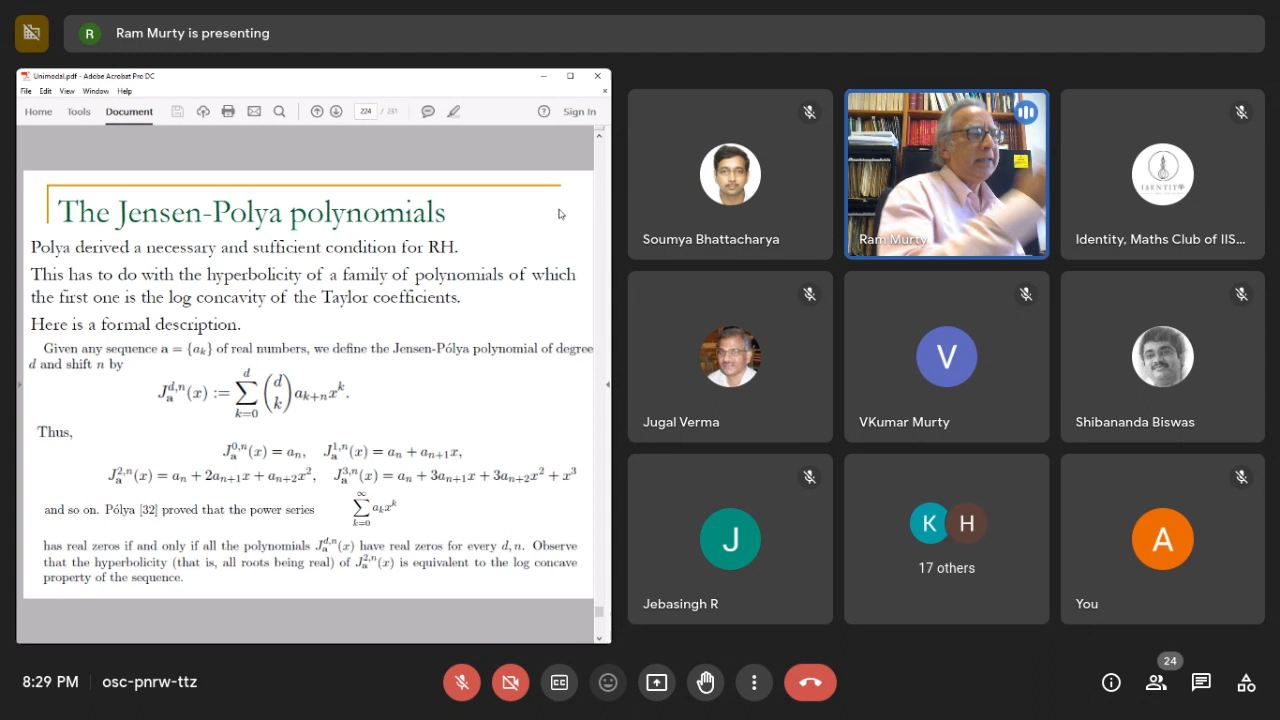 R Ram Murty is presenting
Unimodal.pdf - Adobe Acrobat Pro DC
File Edit View Window Help
Home Tools Document 224 / 231 Sign In
The Jensen-Polya polynomials
Polya derived a necessary and sufficient condition for RH.
This has to do with the hyperbolicity of a family of polynomials of which
the first one is the log concavity of the Taylor coefficients.
Here is a formal description.
Given any sequence a = {a_k} of real numbers, we define the Jensen-Pólya polynomial of degree
d and shift n by
J_a^{d,n}(x) := ∑_{k=0}^{d} (d k) a_{k+n} x^k.
Thus,
J_a^{0,n}(x) = a_n, J_a^{1,n}(x) = a_n + a_{n+1}x,
J_a^{2,n}(x) = a_n + 2a_{n+1}x + a_{n+2}x^2, J_a^{3,n}(x) = a_n + 3a_{n+1}x + 3a_{n+2}x^2 + x^3
and so on. Pólya [32] proved that the power series ∑_{k=0}^{∞} a_k x^k
has real zeros if and only if all the polynomials J_a^{d,n}(x) have real zeros for every d, n. Observe
that the hyperbolicity (that is, all roots being real) of J_a^{2,n}(x) is equivalent to the log concave
property of the sequence.
Soumya Bhattacharya
Ram Murty
IDENTITY
Identity, Maths Club of IIS...
Jugal Verma
V
VKumar Murty
Shibananda Biswas
J
Jebasingh R
K H
17 others
A
You
8:29 PM osc-pnrw-ttz
CC
24